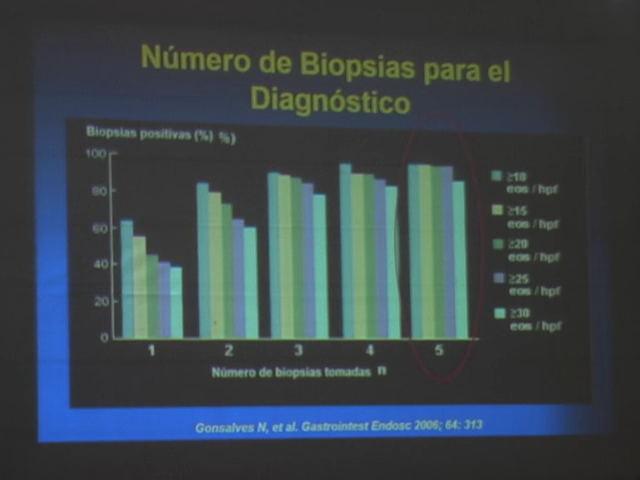 Número de Biopsias para el
Diagnóstico
Biopsias positivas (%) %)
100
80
60
40
20
0
1 2 3 4 5
Número de biopsias tomadas n
≥10
eos / hpf
≥15
eos / hpf
≥20
eos / hpf
≥25
eos / hpf
≥30
eos / hpf
Gonsalves N, et al. Gastrointest Endosc 2006; 64: 313